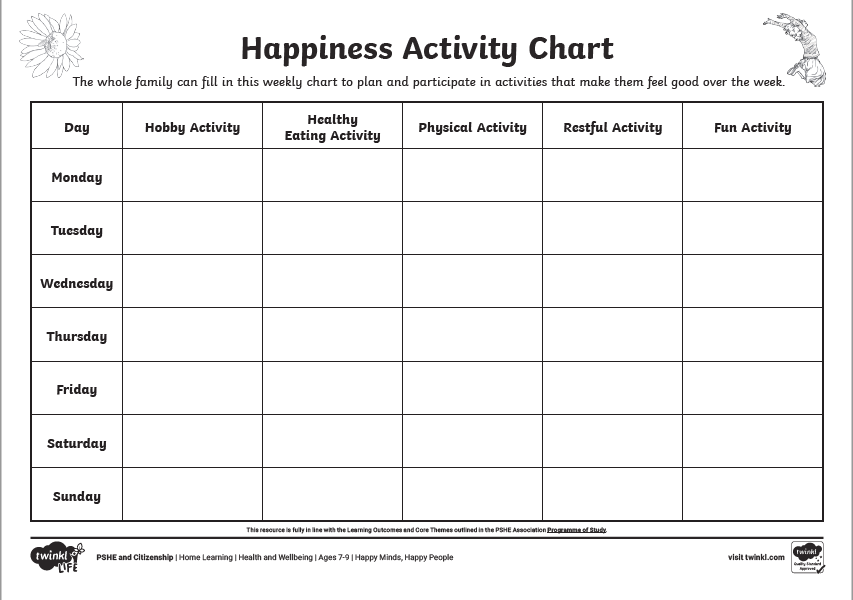 Happiness Activity Chart
The whole family can fill in this weekly chart to plan and participate in activities that make them feel good over the week.
Day
Hobby Activity
Healthy
Eating Activity
Physical Activity
Restful Activity
Fun Activity
Monday
Tuesday
Wednesday
Thursday
Friday
Saturday
Sunday
This resource is fully in line with the Learning Outcomes and Core Themes outlined in the PSHE Association Programme of Study.
twinkl
LIFE
PSHE and Citizenship | Home Learning | Health and Wellbeing | Ages 7-9 | Happy Minds, Happy People
visit twinkl.com
twinkl
Quality Standard
Approved